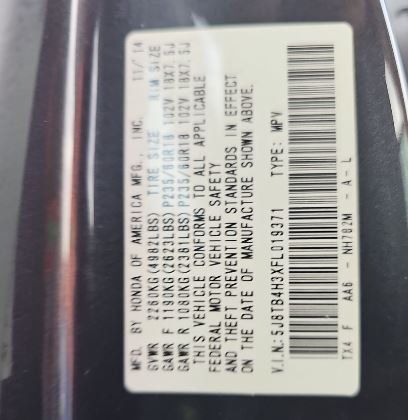 MFD. BY HONDA OF AMERICA MFG., INC. 11/ 14
GVWR 2260KG(4982LBS) TIRE SIZE RIM SIZE
GAWR F 1190KG(2623LBS) P235/60R18 102V 18X7.5J
GAWR R 1080KG(2381LBS) P235/60R18 102V 18X7.5J
THIS VEHICLE CONFORMS TO ALL APPLICABLE
FEDERAL MOTOR VEHICLE SAFETY
AND THEFT PREVENTION STANDARDS IN EFFECT
ON THE DATE OF MANUFACTURE SHOWN ABOVE.
V.I.N.: 5J8TB4H3XFL019371 TYPE: MPV
TX4 F AA6 - NH782M - A - L